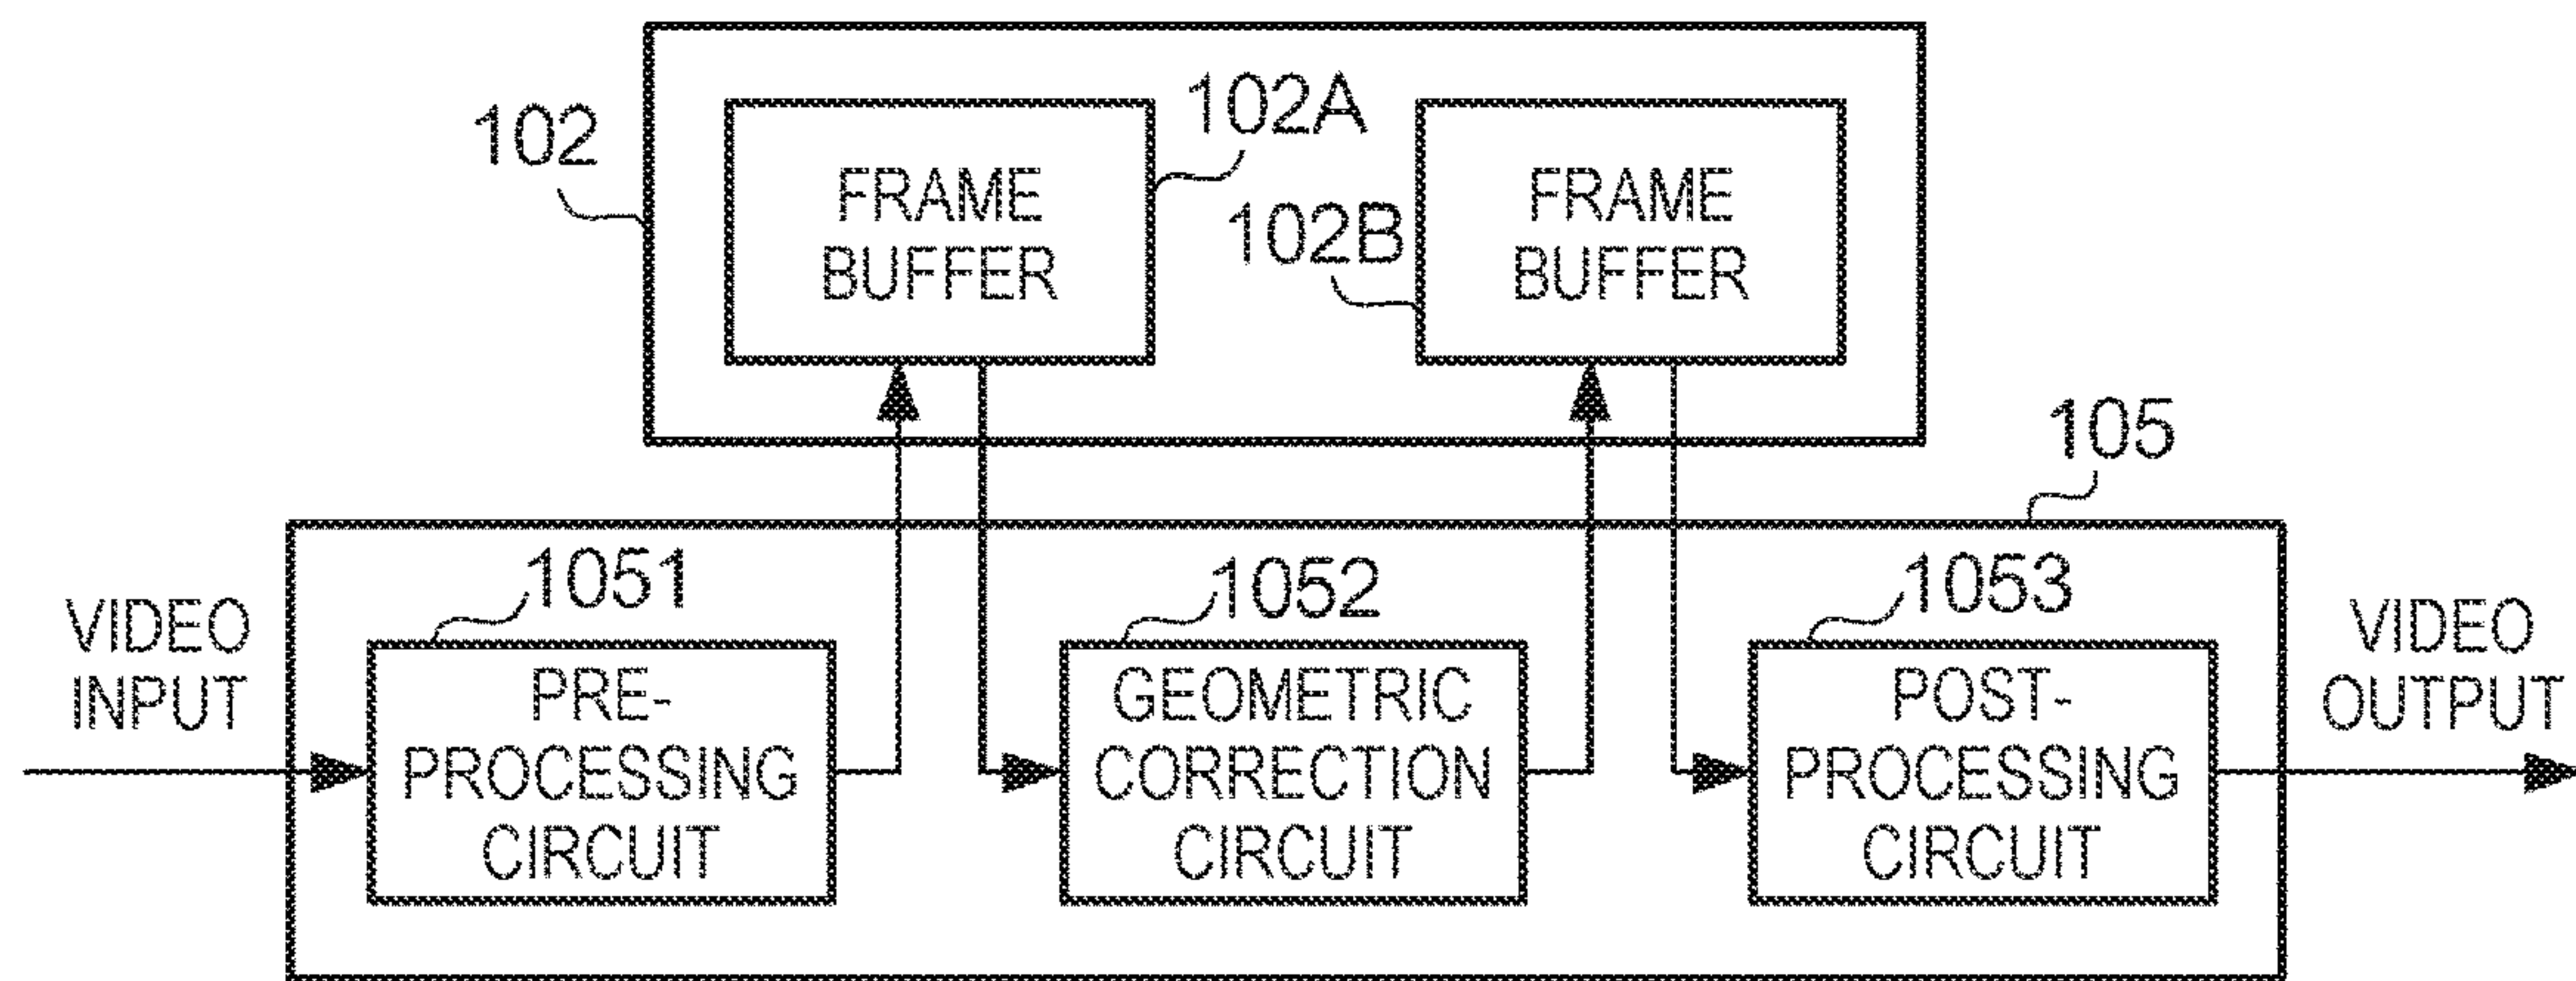 102
102A
FRAME
BUFFER
102B
FRAME
BUFFER
105
VIDEO
INPUT
1051
PRE-
PROCESSING
CIRCUIT
1052
GEOMETRIC
CORRECTION
CIRCUIT
1053
POST-
PROCESSING
CIRCUIT
VIDEO
OUTPUT